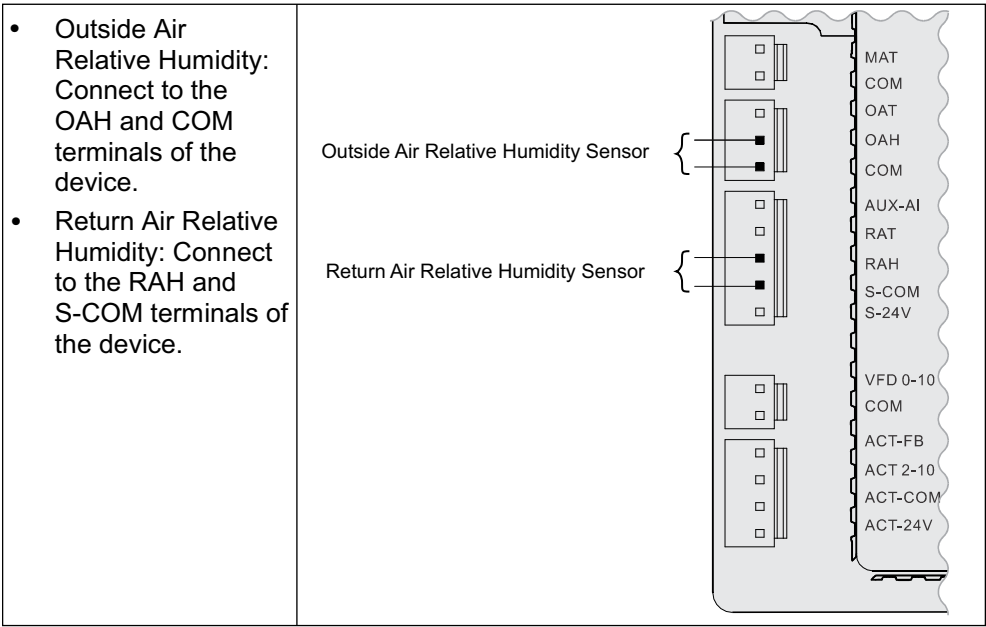 • Outside Air
Relative Humidity:
Connect to the
OAH and COM
terminals of the
device.
• Return Air Relative
Humidity: Connect
to the RAH and
S-COM terminals of
the device.
Outside Air Relative Humidity Sensor
Return Air Relative Humidity Sensor
MAT
COM
OAT
OAH
COM
AUX-AI
RAT
RAH
S-COM
S-24V
VFD 0-10
COM
ACT-FB
ACT 2-10
ACT-COM
ACT-24V